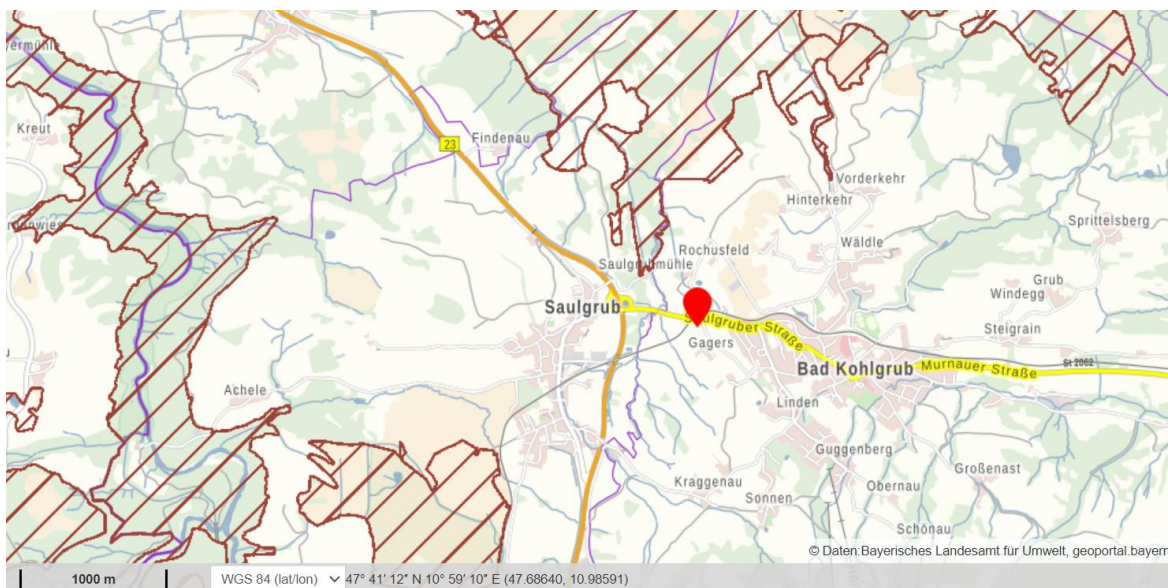 yermühle
Kreut
23
Findenau
Vorderkehr
Hinterkehr
Sprittelsberg
Wäldle
Rochusfeld
Saulgrubmühle
Grub
Windegg
Saulgrub
Saulgruber Straße
Steigrain
Gagers
Bad Kohlgrub
Murnauer Straße
St 2062
Achele
Linden
Guggenberg
Großenast
Kraggenau
Sonnen
Obernau
Schönau
© Daten:Bayerisches Landesamt für Umwelt, geoportal.bayern
1000 m
WGS 84 (lat/lon)
47° 41' 12" N 10° 59' 10" E (47.68640, 10.98591)